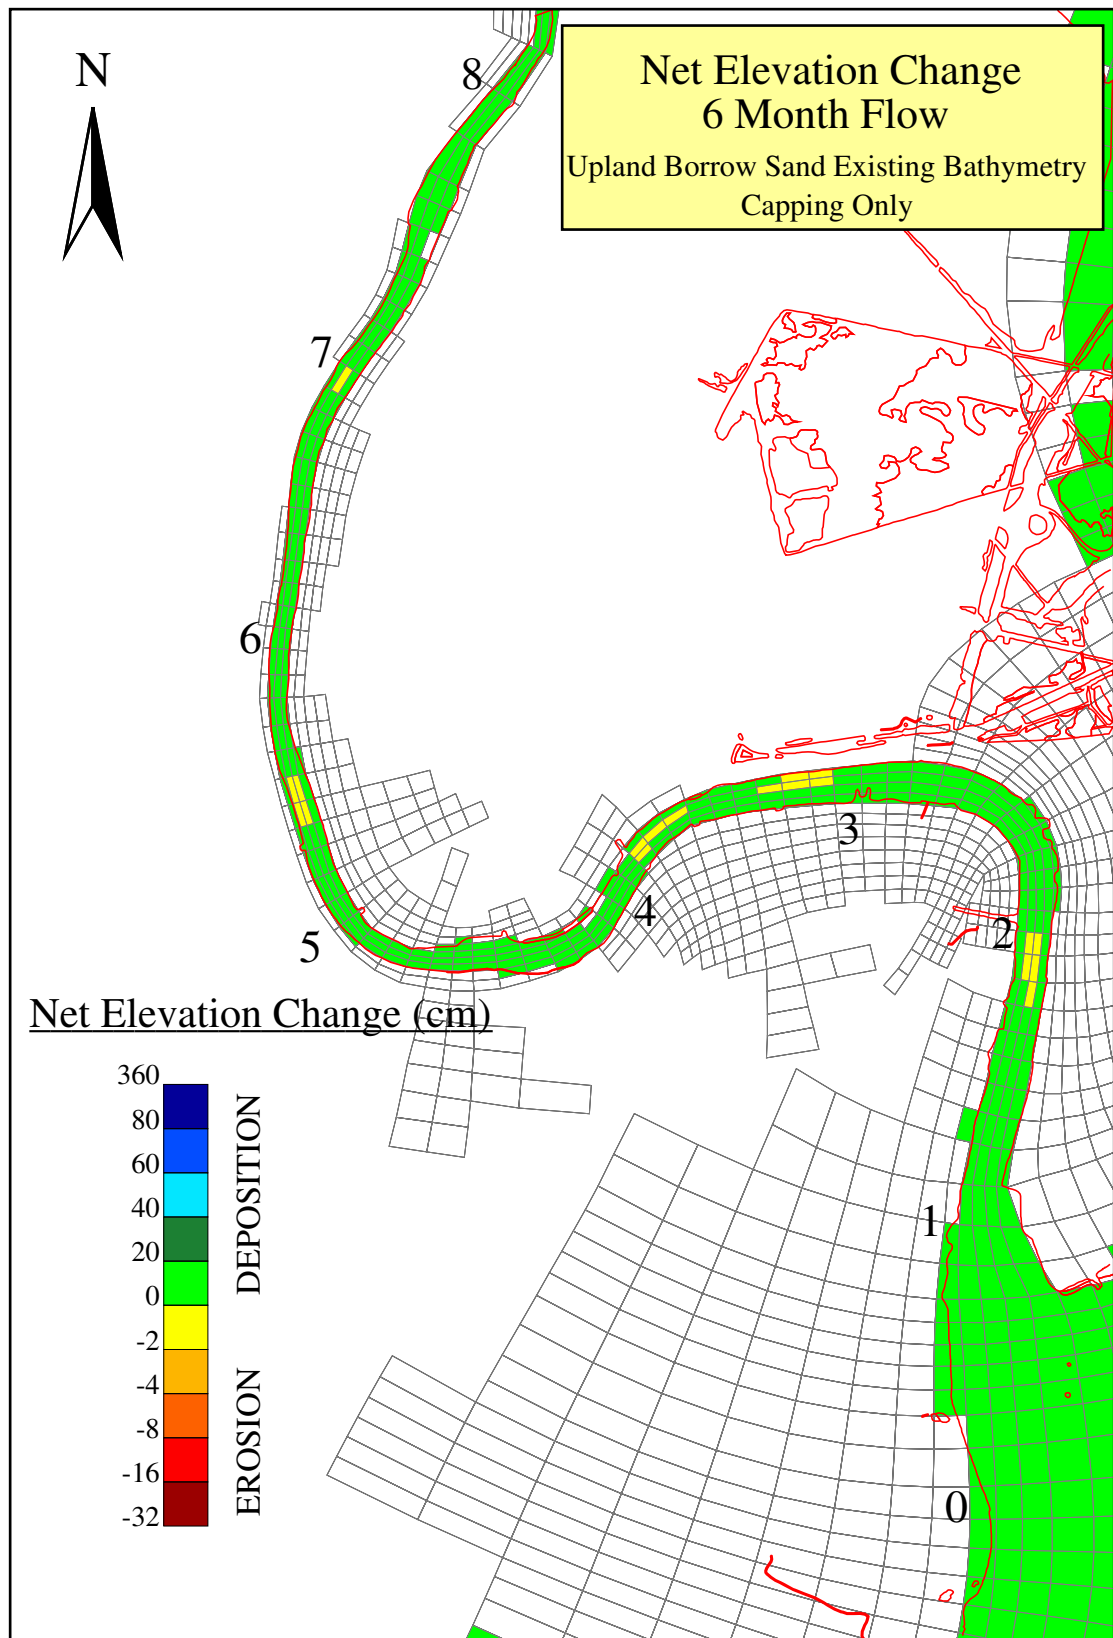 Net Elevation Change
6 Month Flow
Upland Borrow Sand Existing Bathymetry
Capping Only
N
8
7
6
5
4
3
2
1
0
Net Elevation Change (cm)
360
80
60
40
20
0
-2
-4
-8
-16
-32
DEPOSITION
EROSION